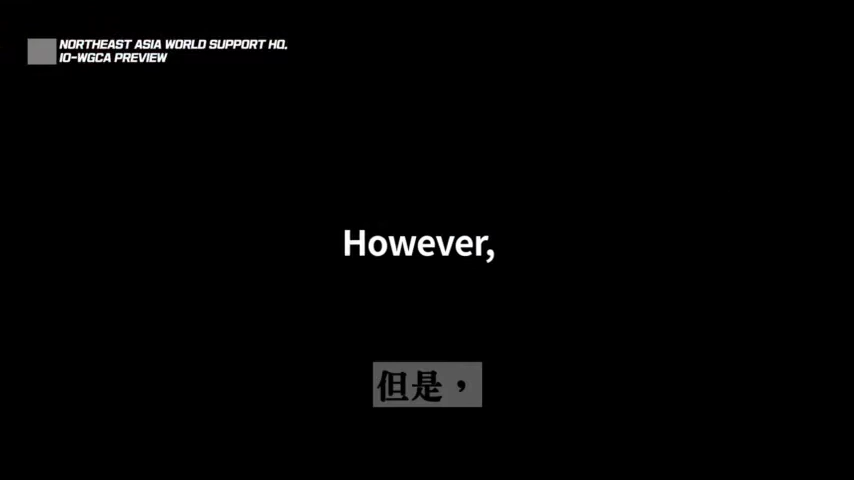 NORTHEAST ASIA WORLD SUPPORT HQ.
IO-WGCA PREVIEW
However,
但是，